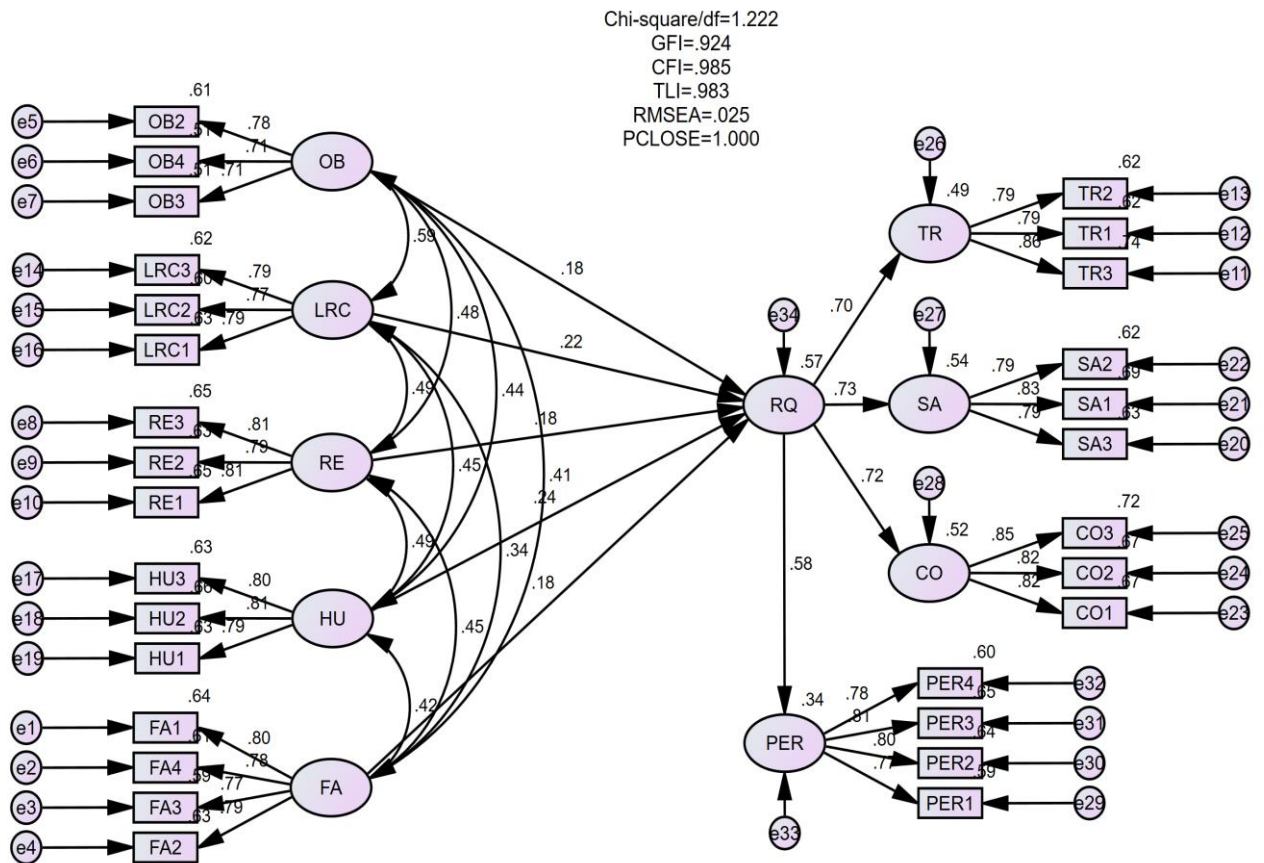 Chi-square/df=1.222
GFI=.924
CFI=.985
TLI=.983
RMSEA=.025
PCLOSE=1.000
.61
e5 OB2 .78
.51
e6 OB4 .71 OB
.51 .71
e7 OB3
.62
e14 LRC3 .79
.60
e15 LRC2 .77 LRC
.63 .79
e16 LRC1
.65
e8 RE3 .81
.63
e9 RE2 .79 RE
.65 .81
e10 RE1
.63
e17 HU3 .80
.66
e18 HU2 .81 HU
.63 .79
e19 HU1
.64
e1 FA1 .80
.61
e2 FA4 .78 FA
.59 .77
e3 FA3
.63 .79
e4 FA2
.59
.48
.49
.44
.45
.41
.49
.34
.45
.42
.18
.22
.18
.24
.18
e34
.57
RQ
.70
.73
.72
.58
e26
.49 .62
TR .79 TR2 e13
.62
.79 TR1 e12
.74
.86 TR3 e11
e27
.54 .62
SA .79 SA2 e22
.69
.83 SA1 e21
.63
.79 SA3 e20
e28
.52 .72
CO .85 CO3 e25
.67
.82 CO2 e24
.67
.82 CO1 e23
.34 .60
PER .78 PER4 e32
.65
.81 PER3 e31
.64
.80 PER2 e30
.59
.77 PER1 e29
e33